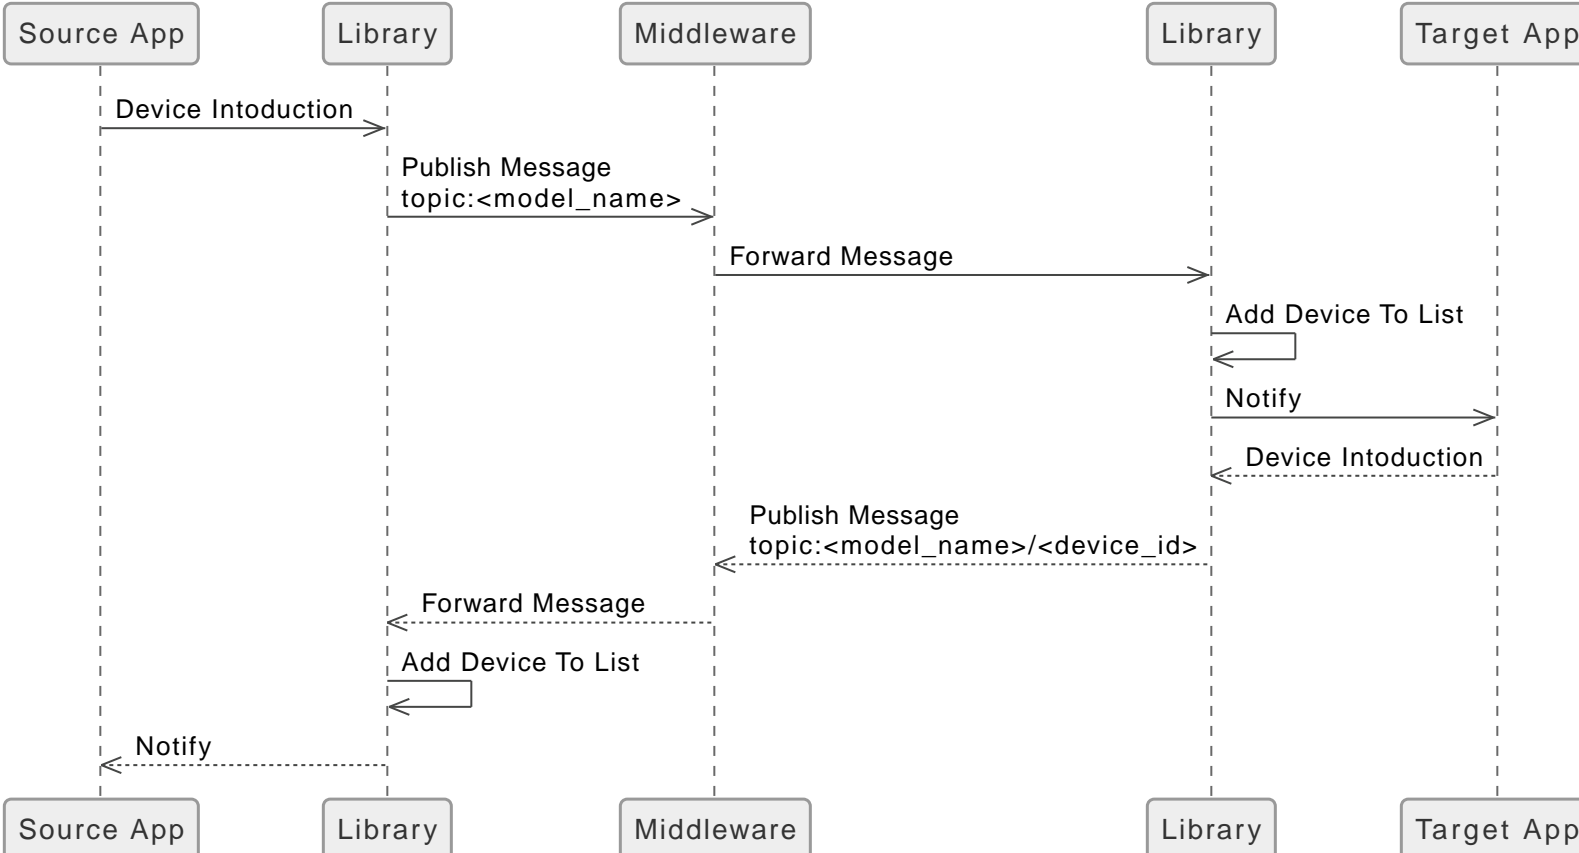 Source App
Library
Middleware
Library
Target App
Device Intoduction
Publish Message
topic:<model_name>
Forward Message
Add Device To List
Notify
Device Intoduction
Publish Message
topic:<model_name>/<device_id>
Forward Message
Add Device To List
Notify
Source App
Library
Middleware
Library
Target App